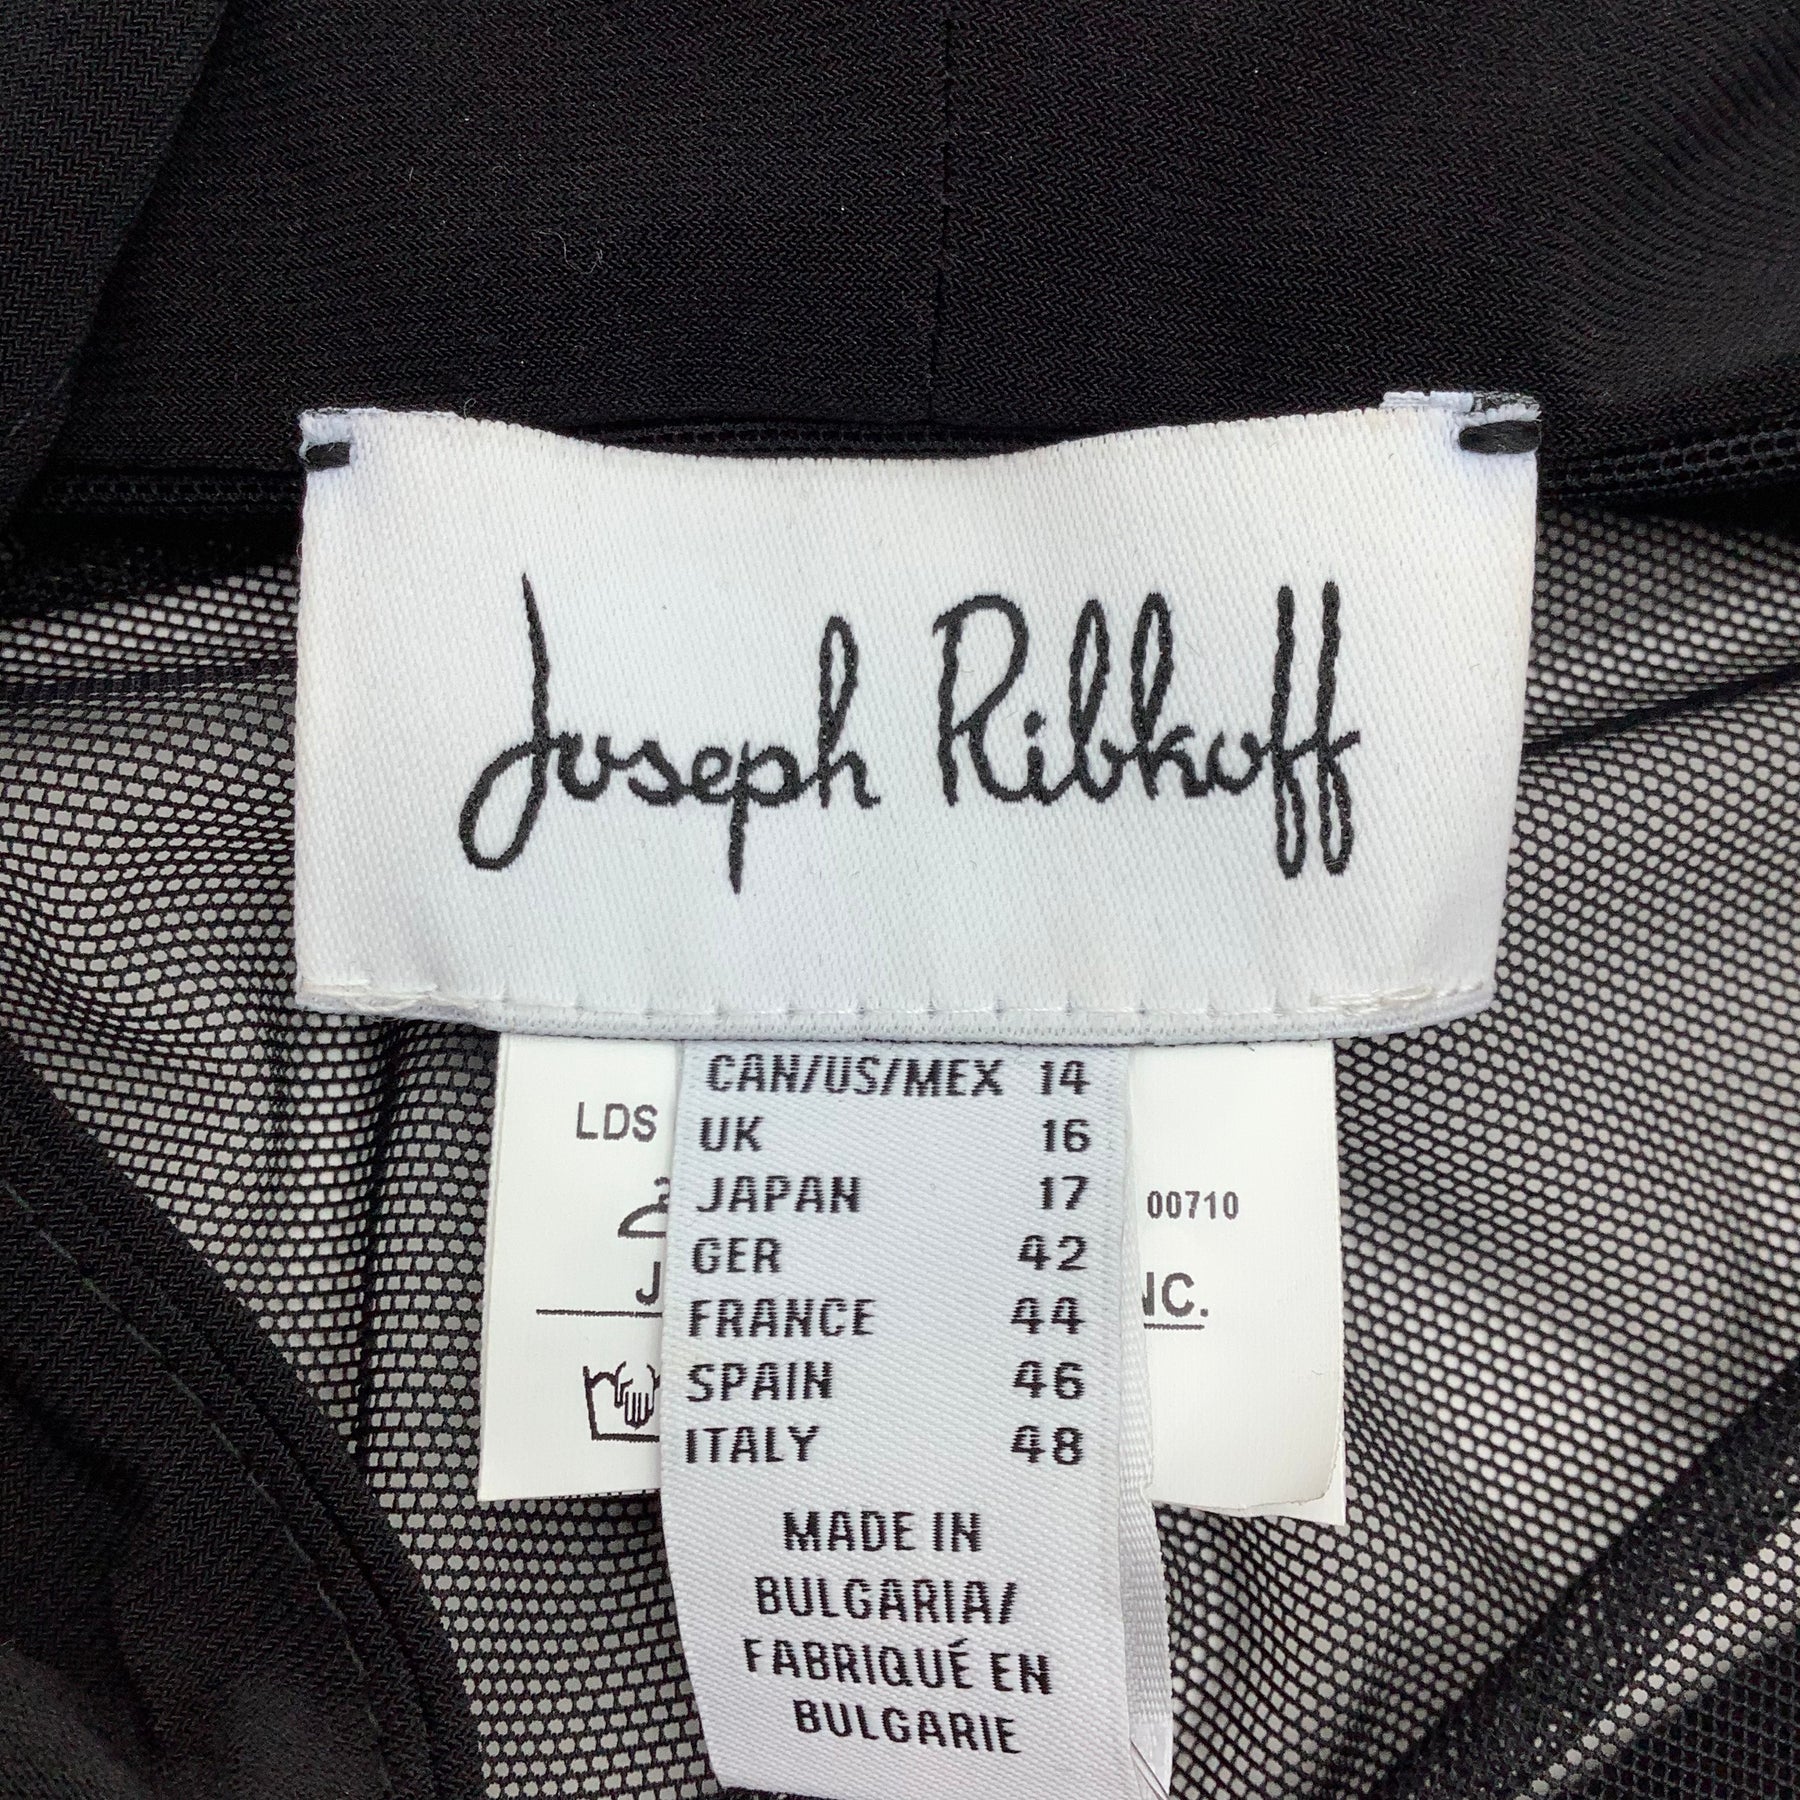 Joseph Ribkoff
CAN/US/MEX 14
UK 16
JAPAN 17
GER 42
FRANCE 44
SPAIN 46
ITALY 48
MADE IN
BULGARIA/
FABRIQUÉ EN
BULGARIE
LDS
00710